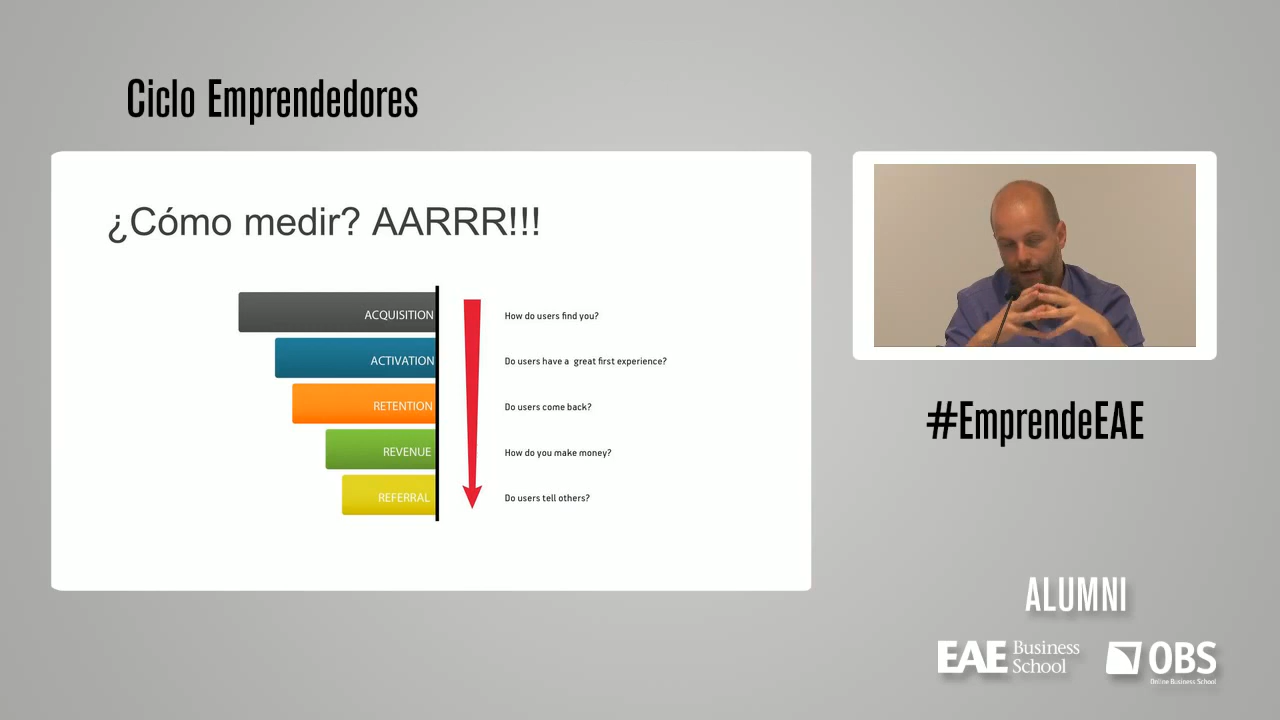 Ciclo Emprendedores
¿Cómo medir? AARRR!!!
ACQUISITION
How do users find you?
ACTIVATION
Do users have a great first experience?
RETENTION
Do users come back?
REVENUE
How do you make money?
REFERRAL
Do users tell others?
#EmprendeEAE
ALUMNI
EAE Business School
OBS
Online Business School